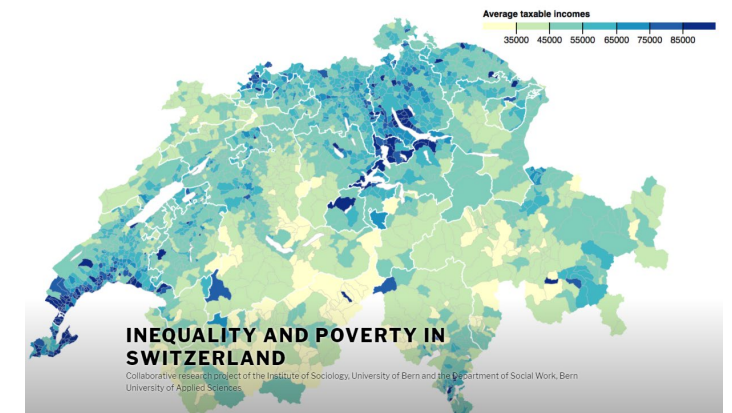 Average taxable incomes
35000 45000 55000 65000 75000 85000
INEQUALITY AND POVERTY IN
SWITZERLAND
Collaborative research project of the Institute of Sociology, University of Bern and the Department of Social Work, Bern
University of Applied Sciences